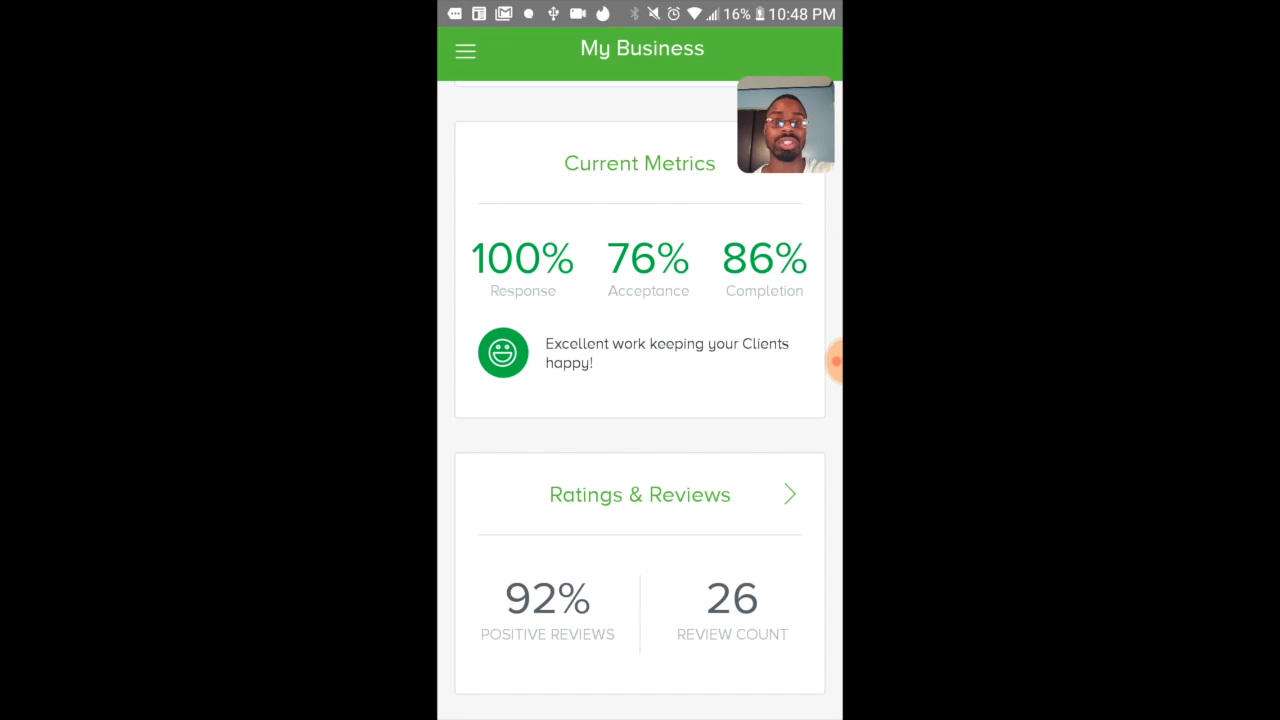 16% 10:48 PM
My Business
Current Metrics
100% 76% 86%
Response Acceptance Completion
Excellent work keeping your Clients
happy!
Ratings & Reviews
92% 26
POSITIVE REVIEWS REVIEW COUNT